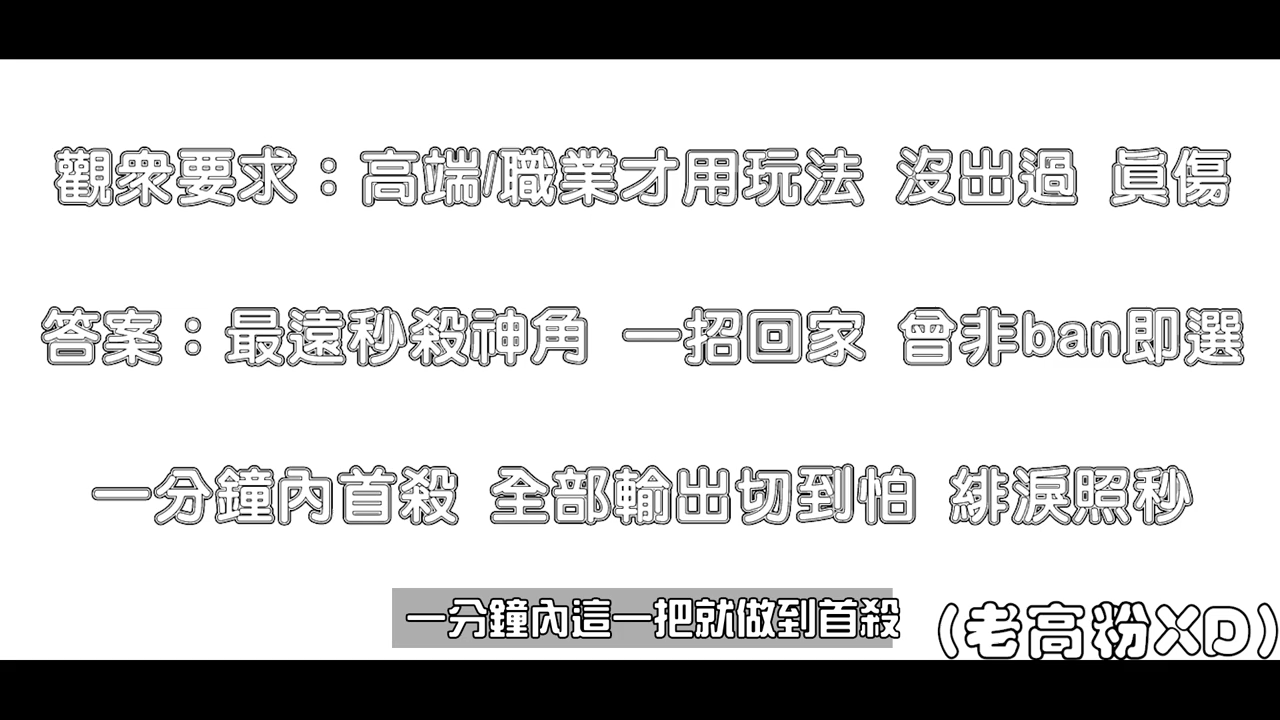 觀眾要求：高端/職業才用玩法 沒出過 真傷
答案：最遠秒殺神角 一招回家 曾非ban即選
一分鐘內首殺 全部輸出切到怕 緋淚照秒
一分鐘內這一把就做到首殺
(老高粉XD)